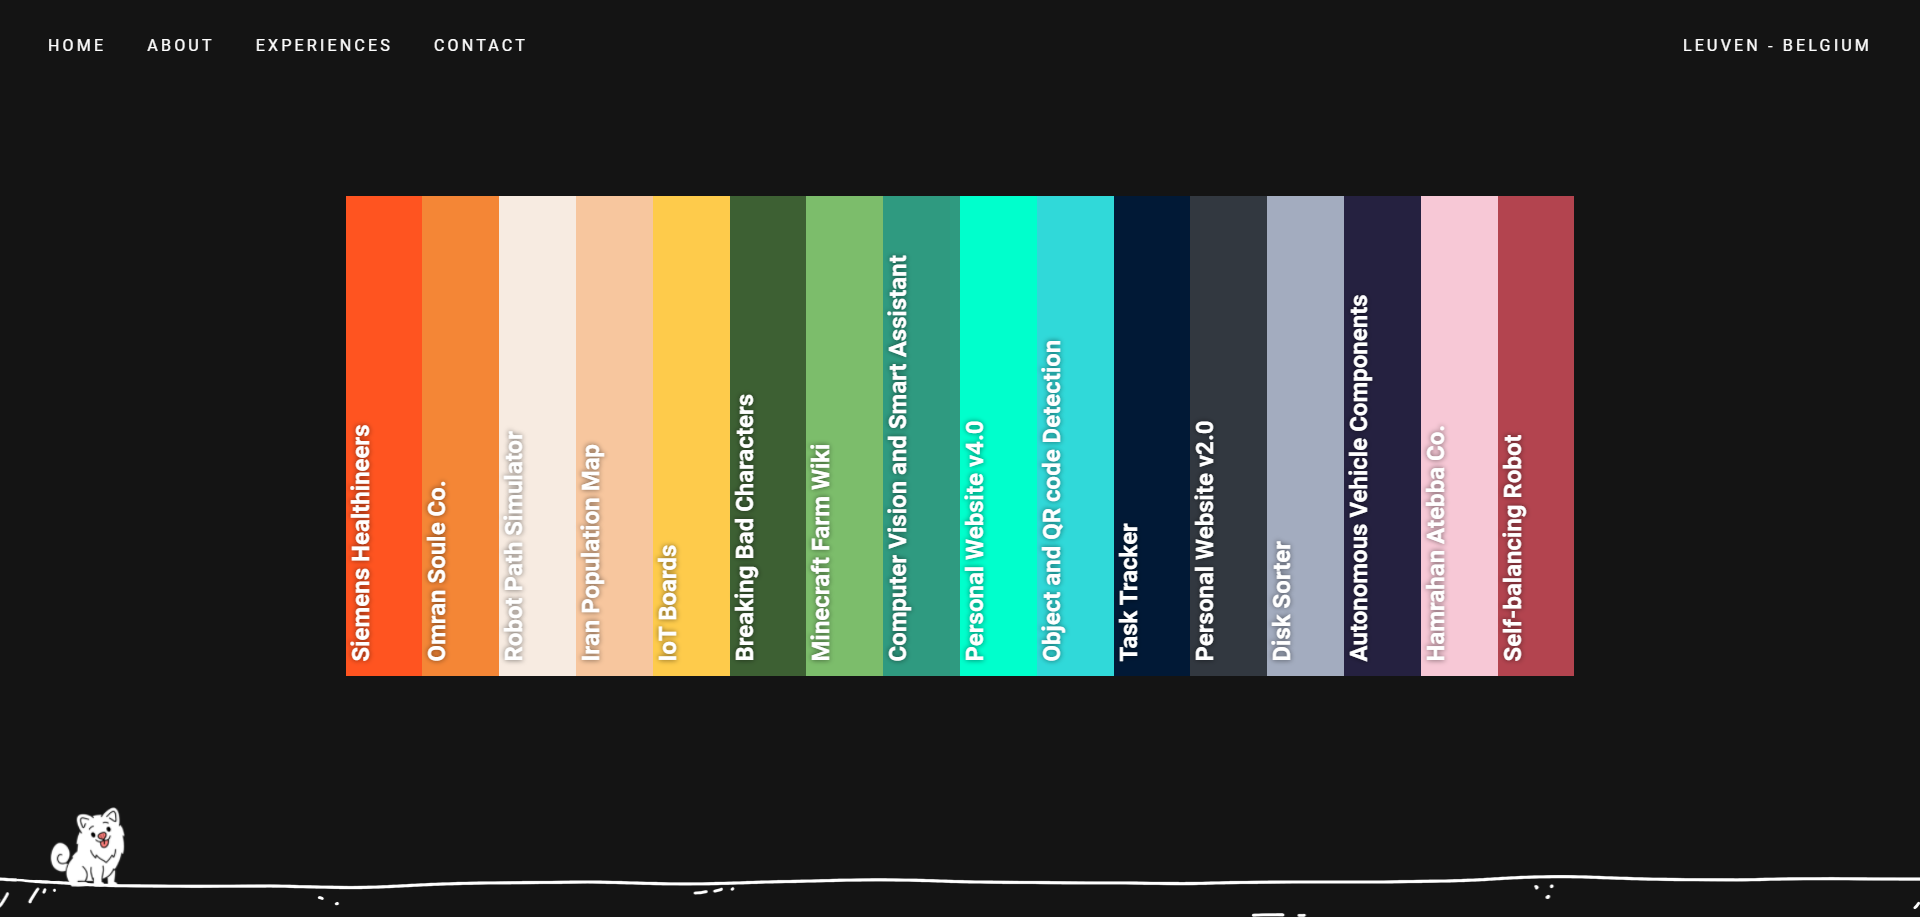 HOME
ABOUT
EXPERIENCES
CONTACT
LEUVEN - BELGIUM
Siemens Healthineers
Omran Soule Co.
Robot Path Simulator
Iran Population Map
IoT Boards
Breaking Bad Characters
Minecraft Farm Wiki
Computer Vision and Smart Assistant
Personal Website v4.0
Object and QR code Detection
Task Tracker
Personal Website v2.0
Disk Sorter
Autonomous Vehicle Components
Hamrahan Atebba Co.
Self-balancing Robot